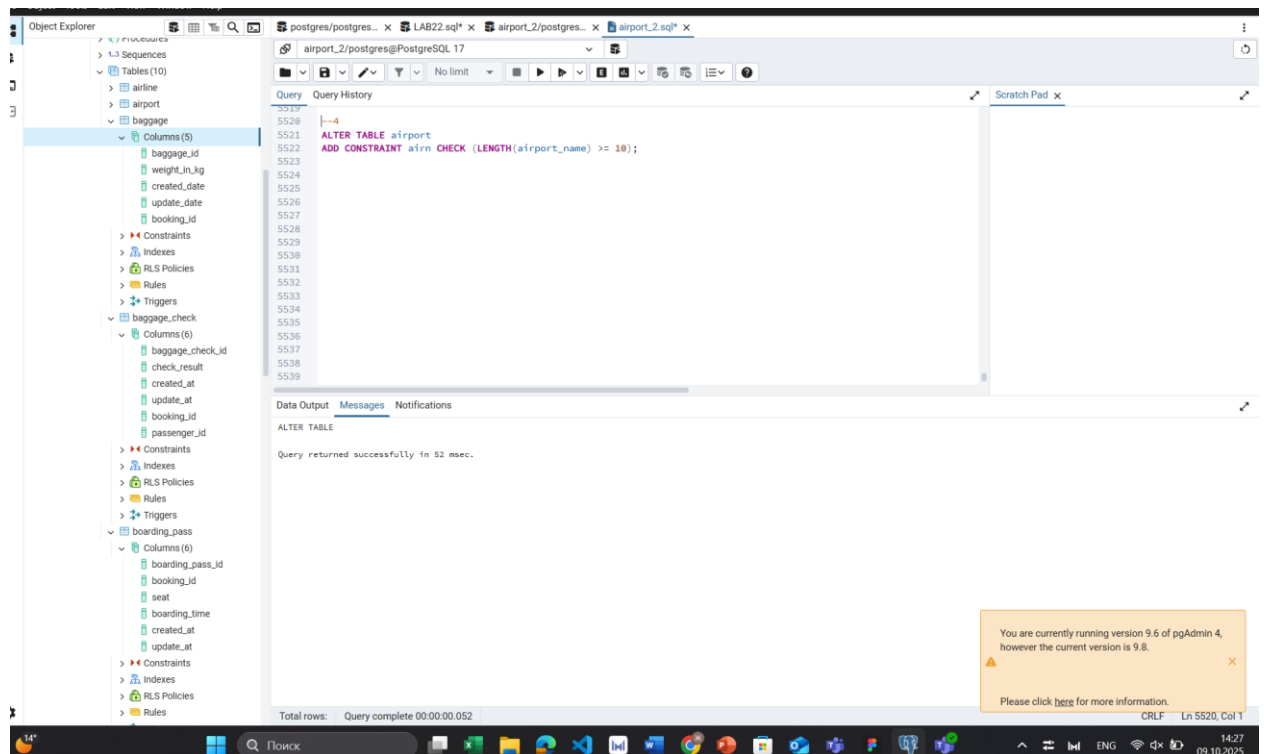 Object Explorer
Procedures
1..3 Sequences
Tables (10)
airline
airport
baggage
Columns (5)
baggage_id
weight_in_kg
created_date
update_date
booking_id
Constraints
Indexes
RLS Policies
Rules
Triggers
baggage_check
Columns (6)
baggage_check_id
check_result
created_at
update_at
booking_id
passenger_id
Constraints
Indexes
RLS Policies
Rules
Triggers
boarding_pass
Columns (6)
boarding_pass_id
booking_id
seat
boarding_time
created_at
update_at
Constraints
Indexes
RLS Policies
Rules
postgres/postgres... X LAB22.sql* X airport_2/postgres... X airport_2.sql* X
airport_2/postgres@PostgreSQL 17
No limit
Query Query History
Scratch Pad X
5519
5520 --4
5521 ALTER TABLE airport
5522 ADD CONSTRAINT airn CHECK (LENGTH(airport_name) >= 10);
5523
5524
5525
5526
5527
5528
5529
5530
5531
5532
5533
5534
5535
5536
5537
5538
5539
Data Output Messages Notifications
ALTER TABLE
Query returned successfully in 52 msec.
You are currently running version 9.6 of pgAdmin 4,
however the current version is 9.8.
Please click here for more information.
Total rows: Query complete 00:00:00.052
CRLF Ln 5520, Col 1
14°
Поиск
ENG
14:27
09.10.2025